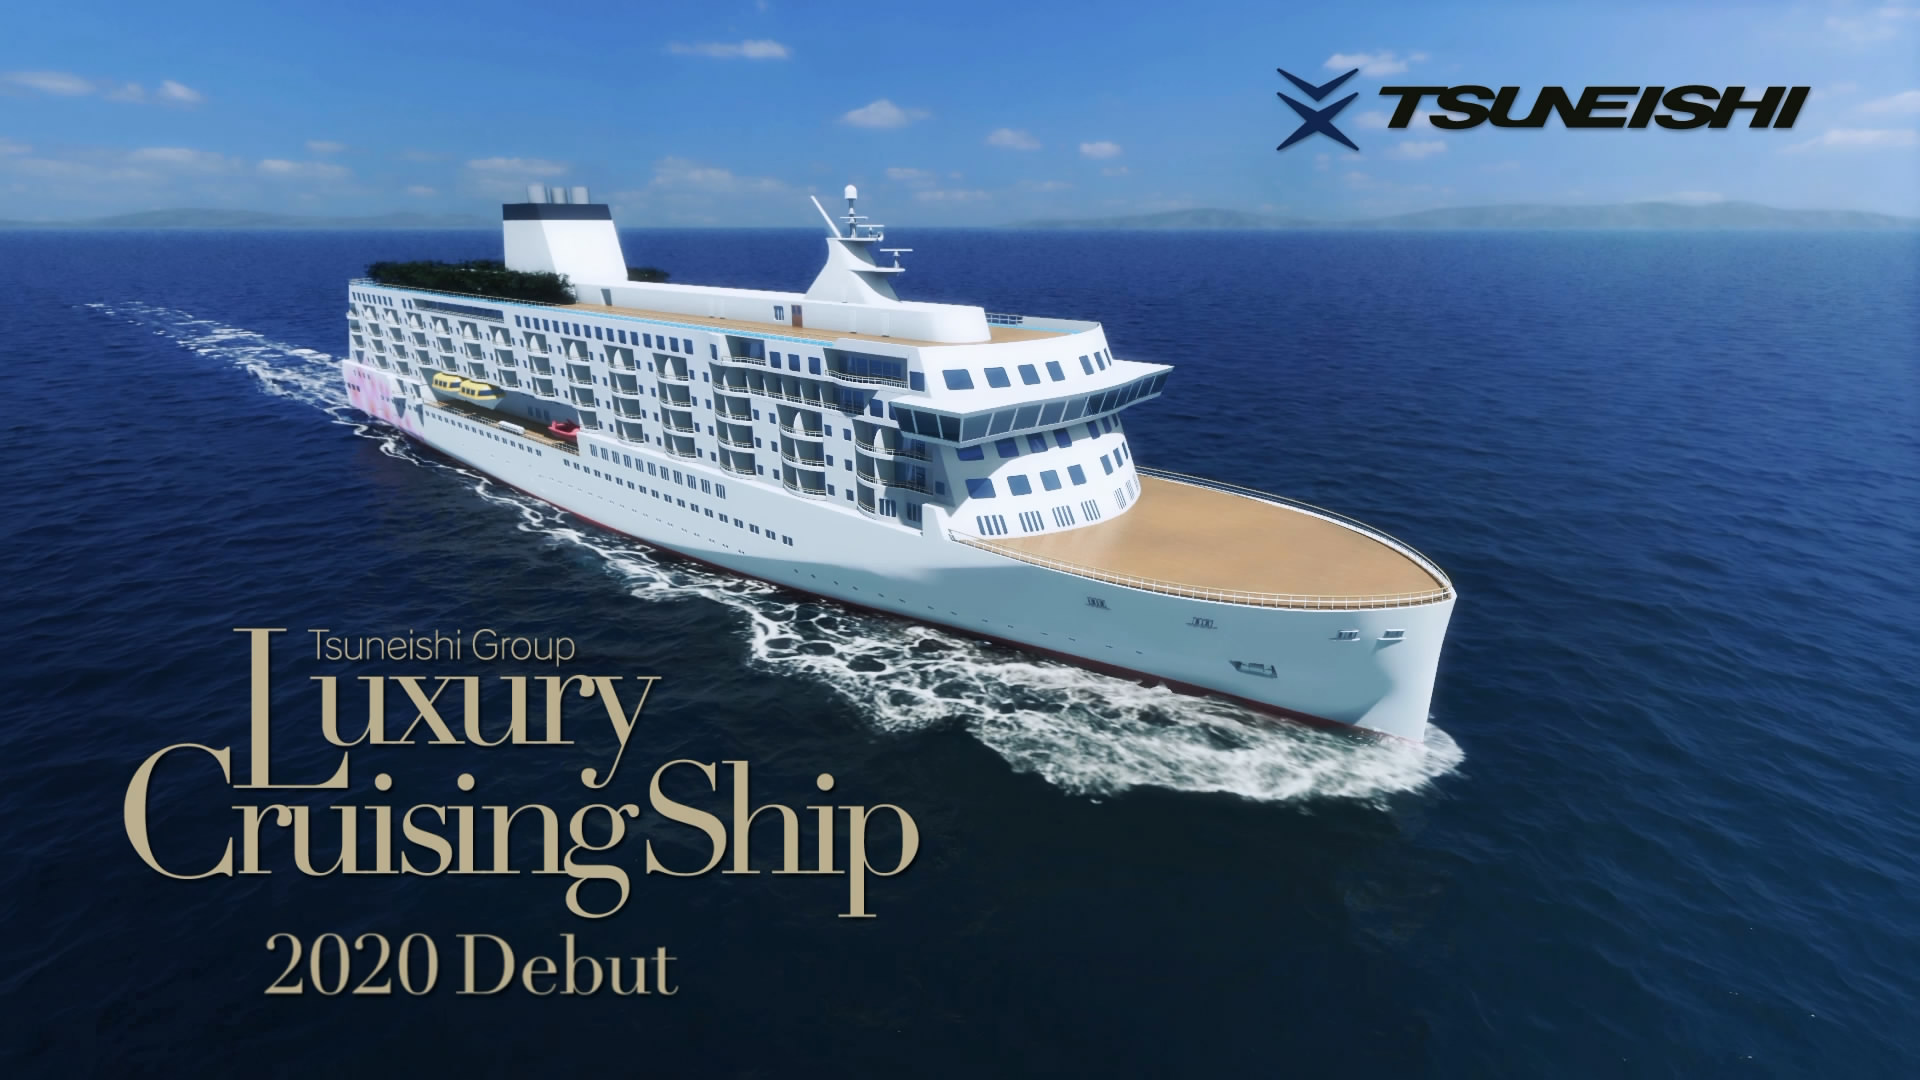 TSUNEISHI
Tsuneishi Group
Luxury
Cruising Ship
2020 Debut